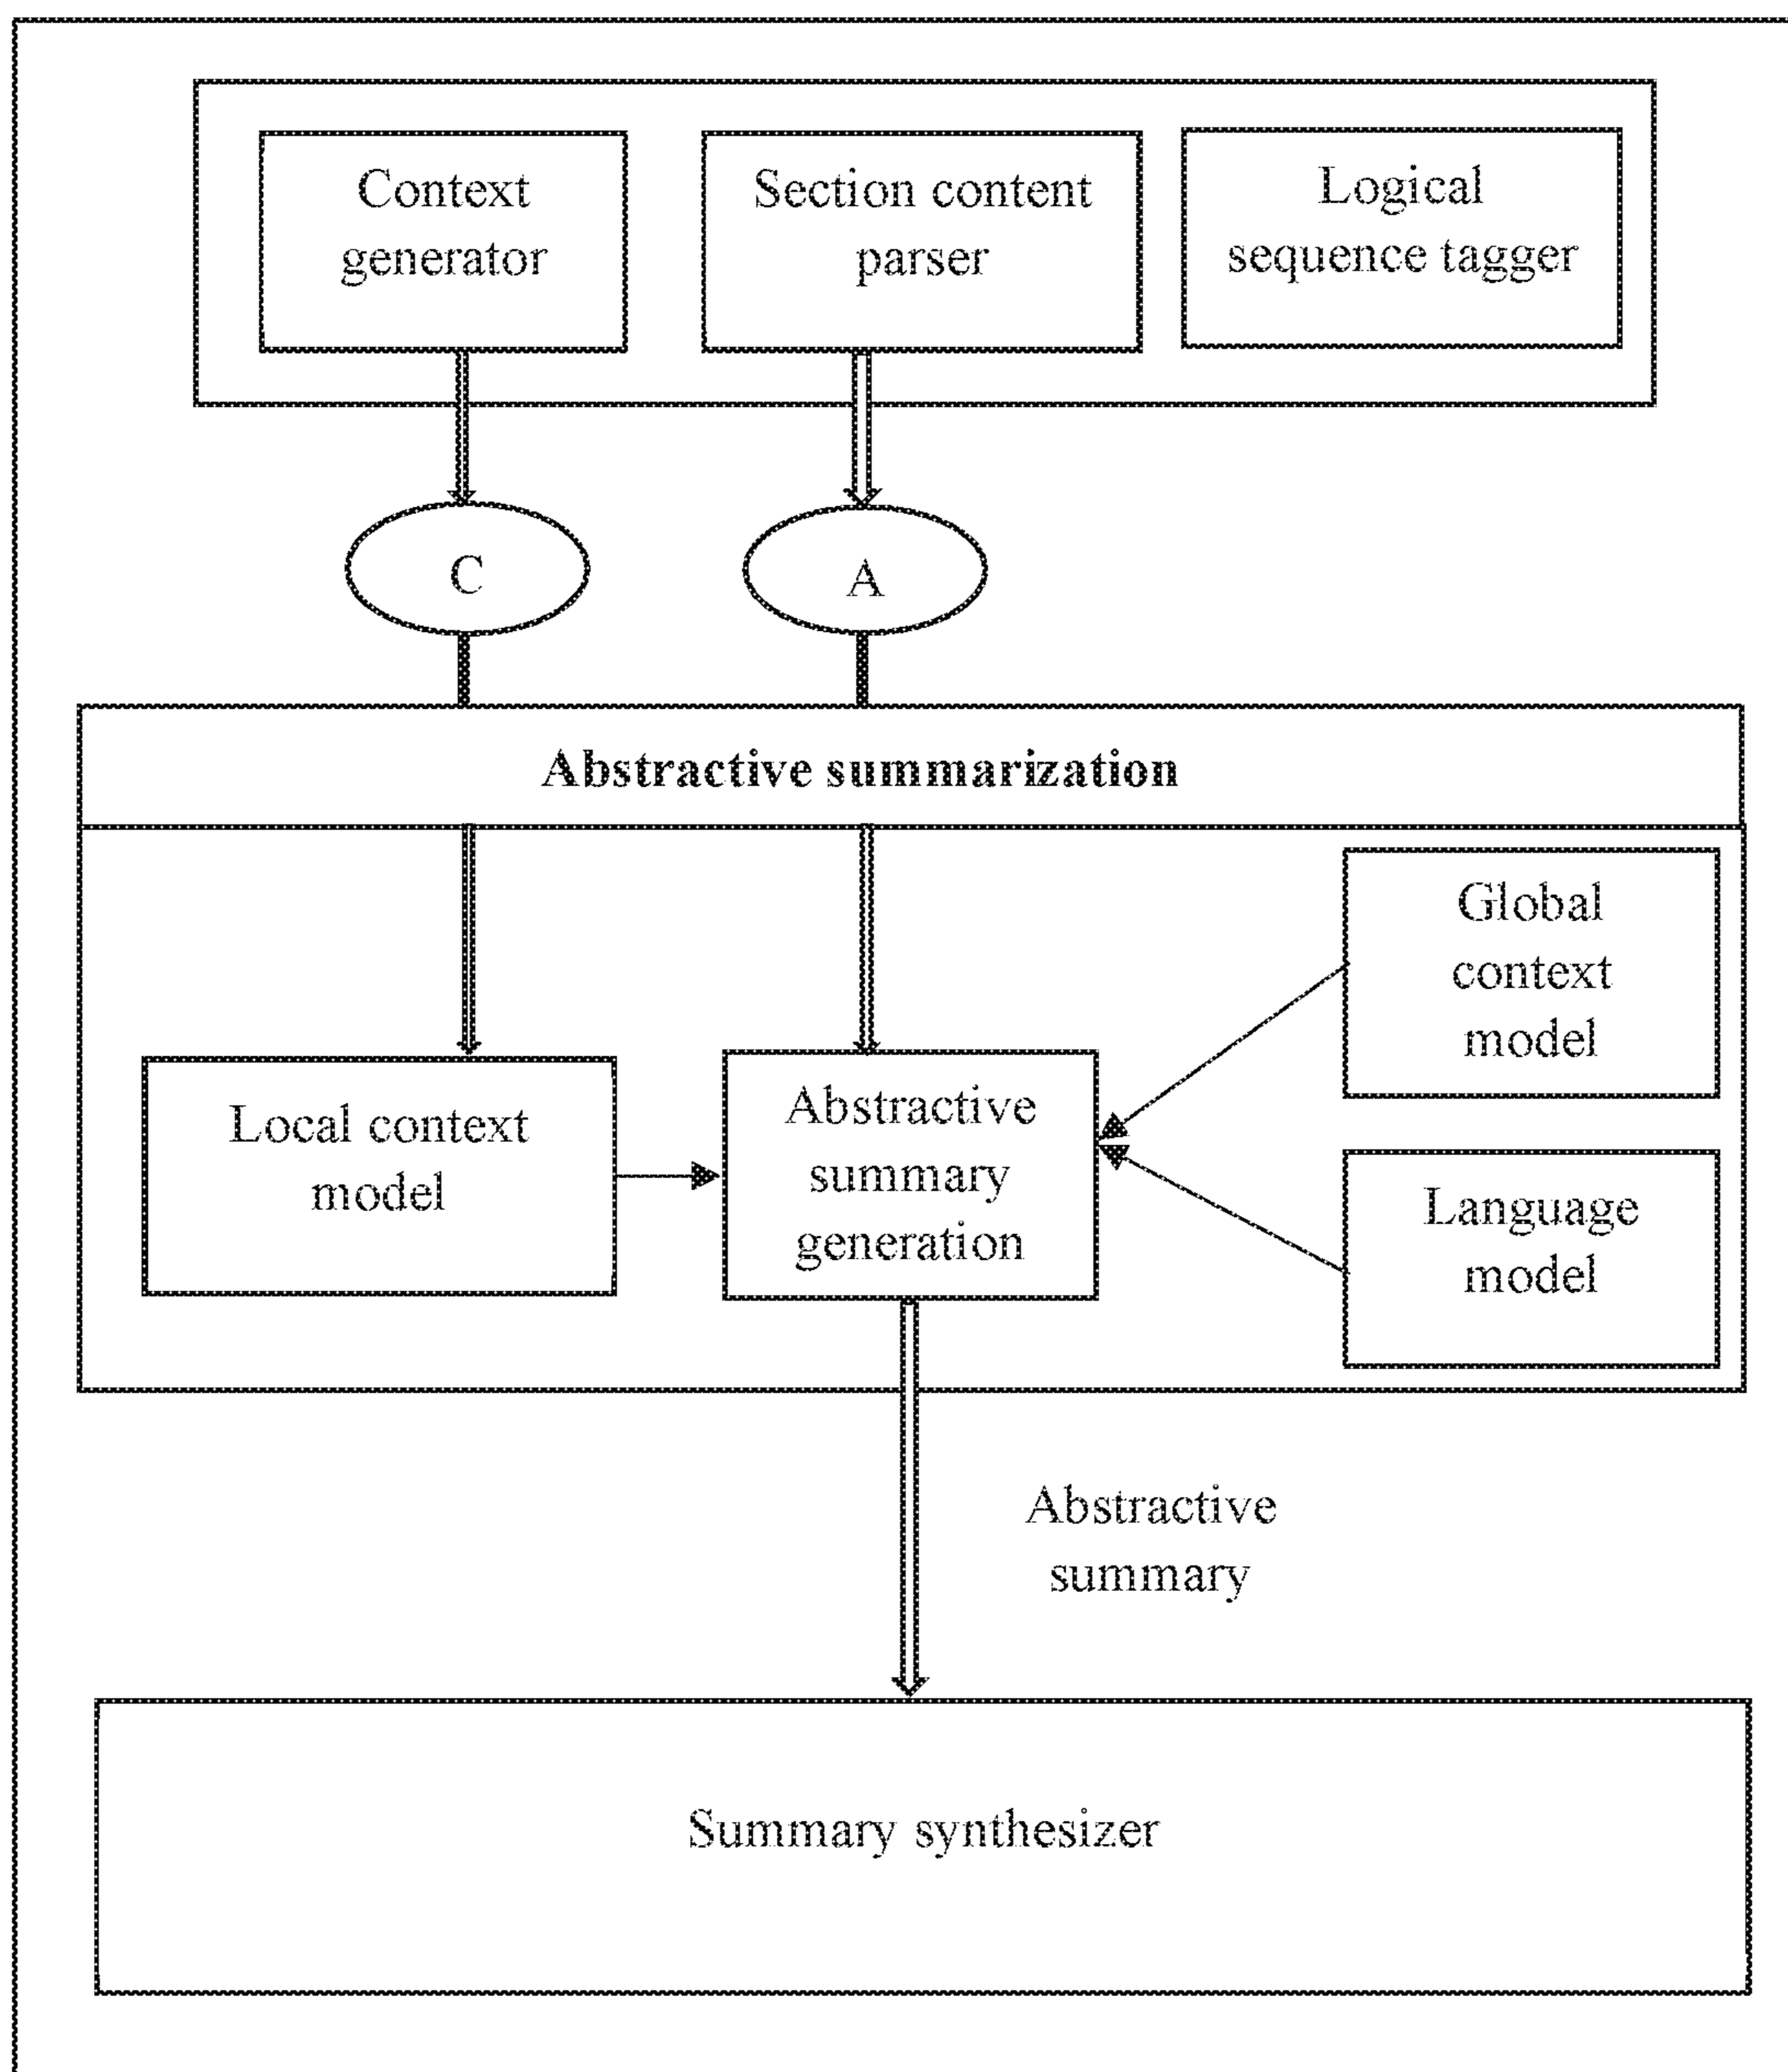 Context
generator
Section content
parser
Logical
sequence tagger
C
A
Abstractive summarization
Global
context
model
Local context
model
Abstractive
summary
generation
Language
model
Abstractive
summary
Summary synthesizer